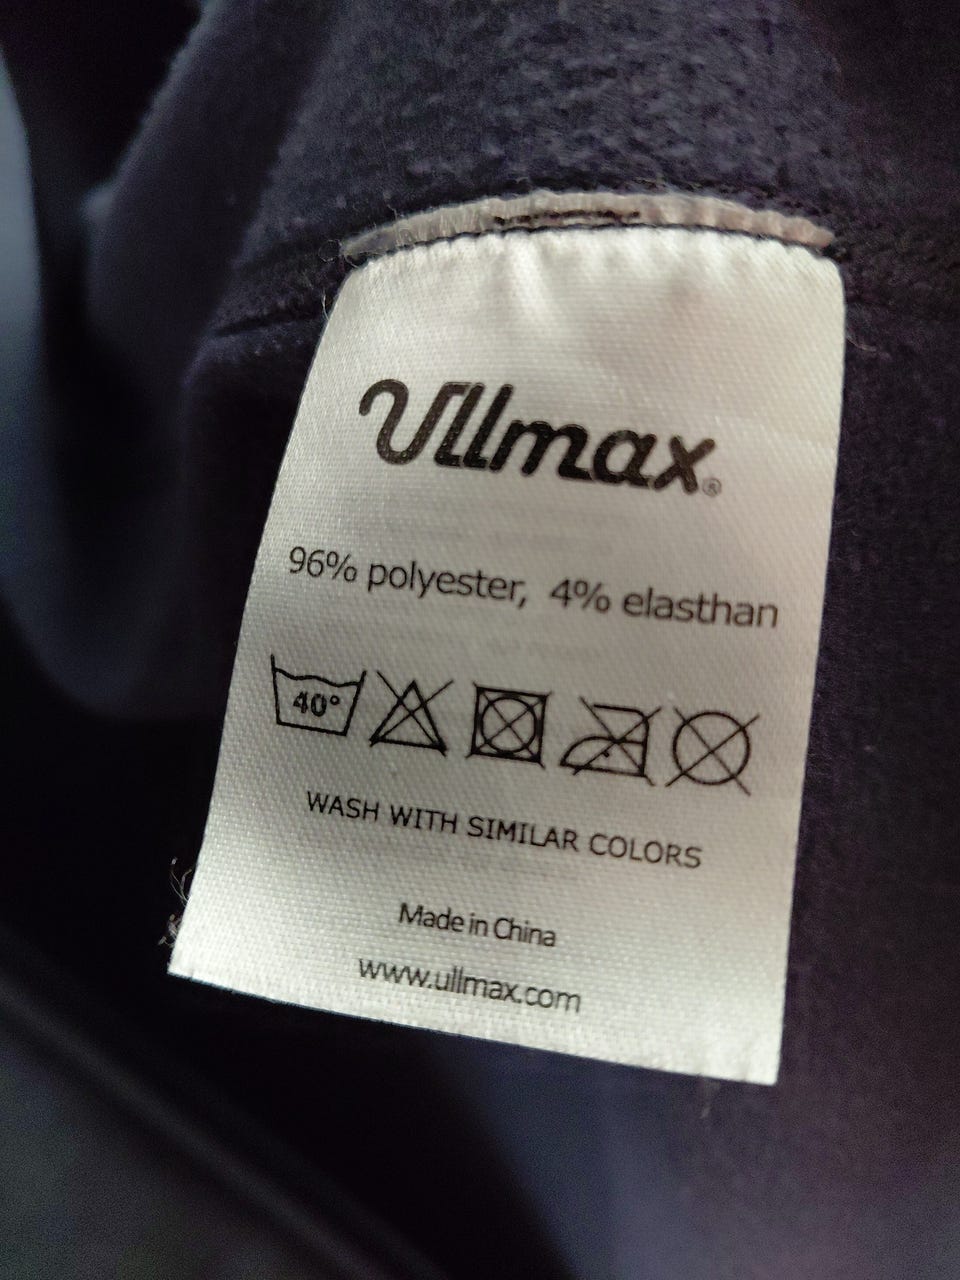 Ullmax®
96% polyester, 4% elasthan
40°
WASH WITH SIMILAR COLORS
Made in China
www.ullmax.com